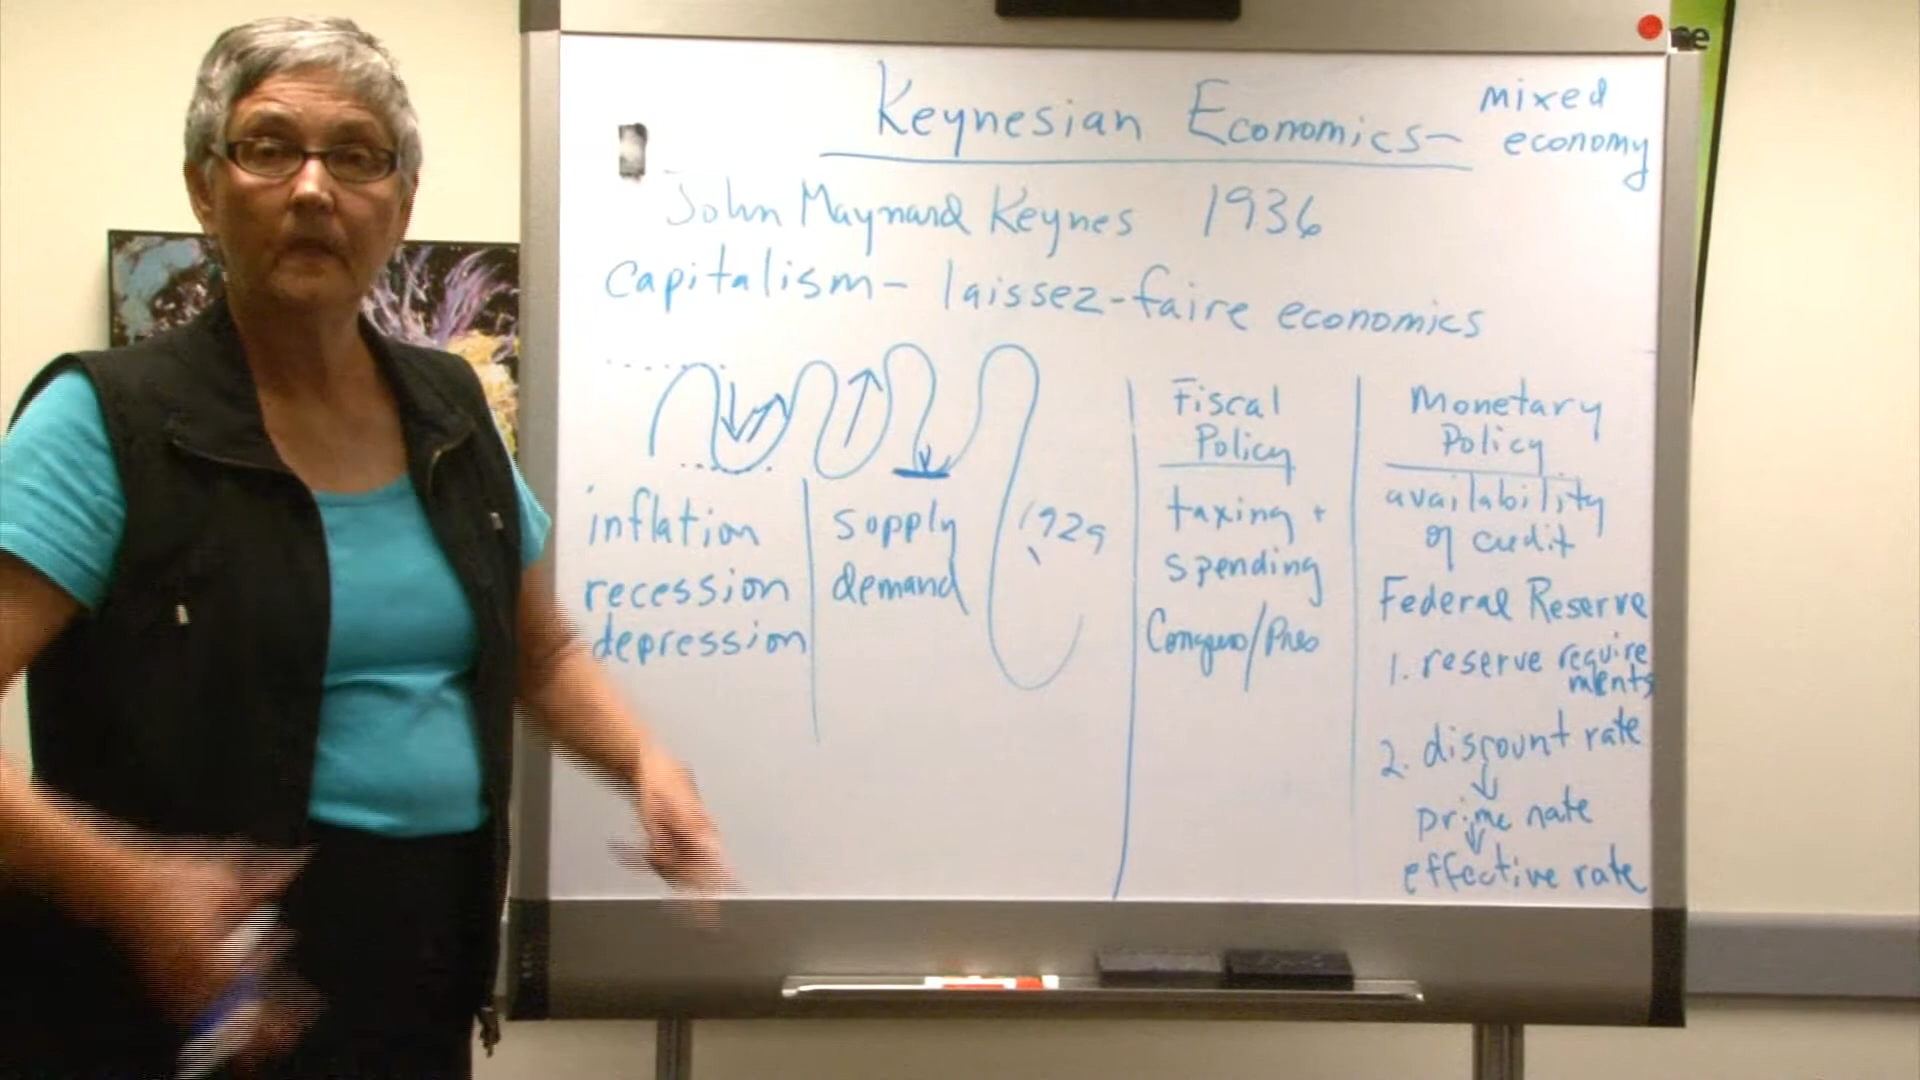 Keynesian Economics- mixed economy
John Maynard Keynes 1936
capitalism- laissez-faire economics
inflation
recession
depression
supply
demand
1929
Fiscal
Policy
taxing +
spending
Congress/Pres
Monetary
Policy
availability
of credit
Federal Reserve
1. reserve require
ments
2. discount rate
prime rate
effective rate